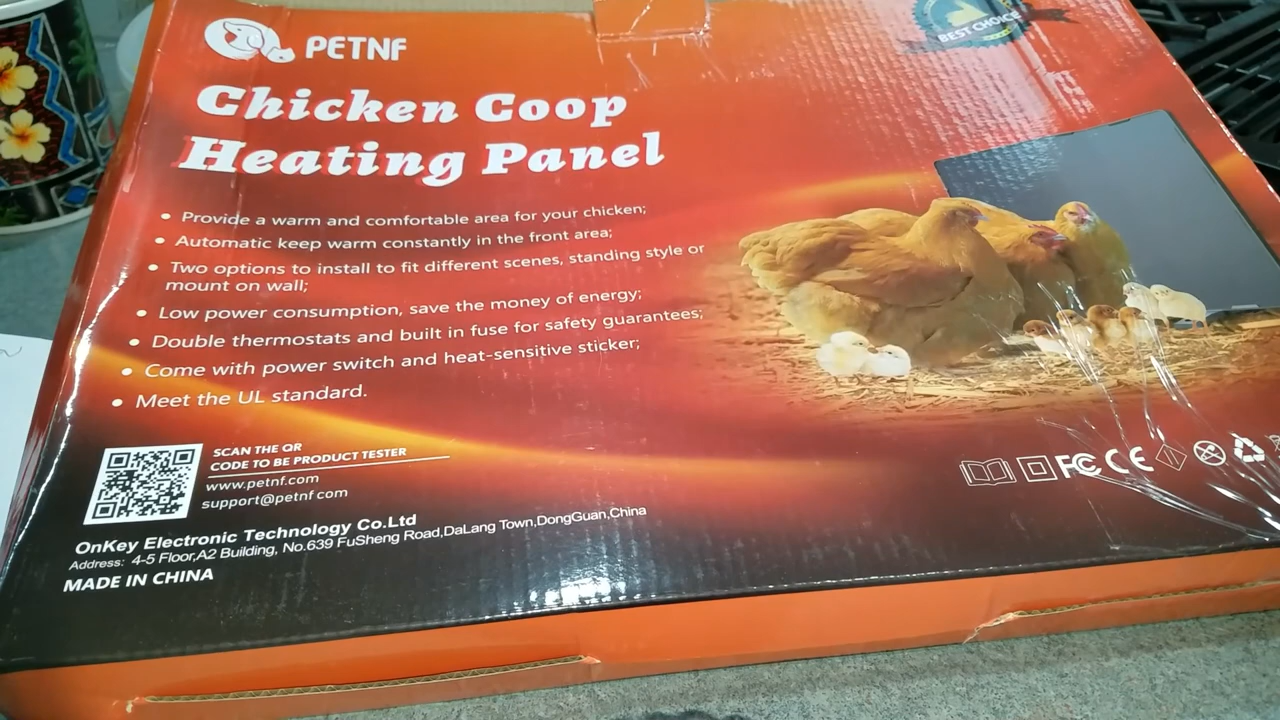 PETNF
BEST CHOICE
Chicken Coop
Heating Panel
• Provide a warm and comfortable area for your chicken;
• Automatic keep warm constantly in the front area;
• Two options to install to fit different scenes, standing style or
mount on wall;
• Low power consumption, save the money of energy;
• Double thermostats and built in fuse for safety guarantees;
• Come with power switch and heat-sensitive sticker;
• Meet the UL standard.
SCAN THE QR
CODE TO BE PRODUCT TESTER
www.petnf.com
support@petnf.com
FC CE
OnKey Electronic Technology Co.Ltd
Address: 4-5 Floor,A2 Building, No.639 FuSheng Road,DaLang Town,DongGuan,China
MADE IN CHINA